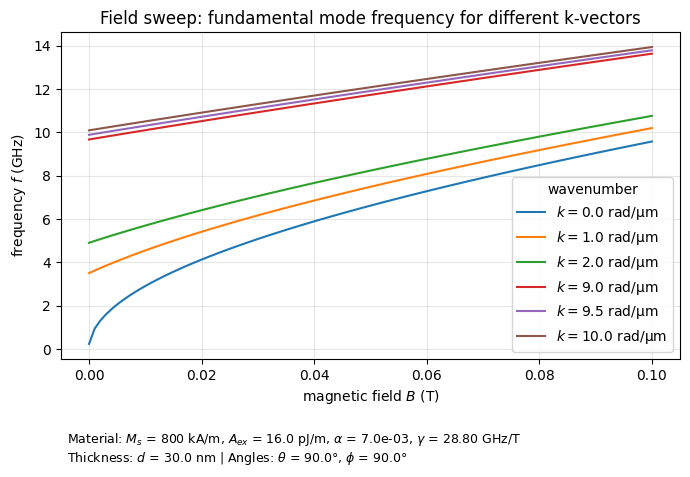 Field sweep: fundamental mode frequency for different k-vectors
14
12
10
8
6
4
2
0
frequency f (GHz)
wavenumber
k = 0.0 rad/µm
k = 1.0 rad/µm
k = 2.0 rad/µm
k = 9.0 rad/µm
k = 9.5 rad/µm
k = 10.0 rad/µm
0.00 0.02 0.04 0.06 0.08 0.10
magnetic field B (T)
Material: Ms = 800 kA/m, Aex = 16.0 pJ/m, α = 7.0e-03, γ = 28.80 GHz/T
Thickness: d = 30.0 nm | Angles: θ = 90.0°, ϕ = 90.0°